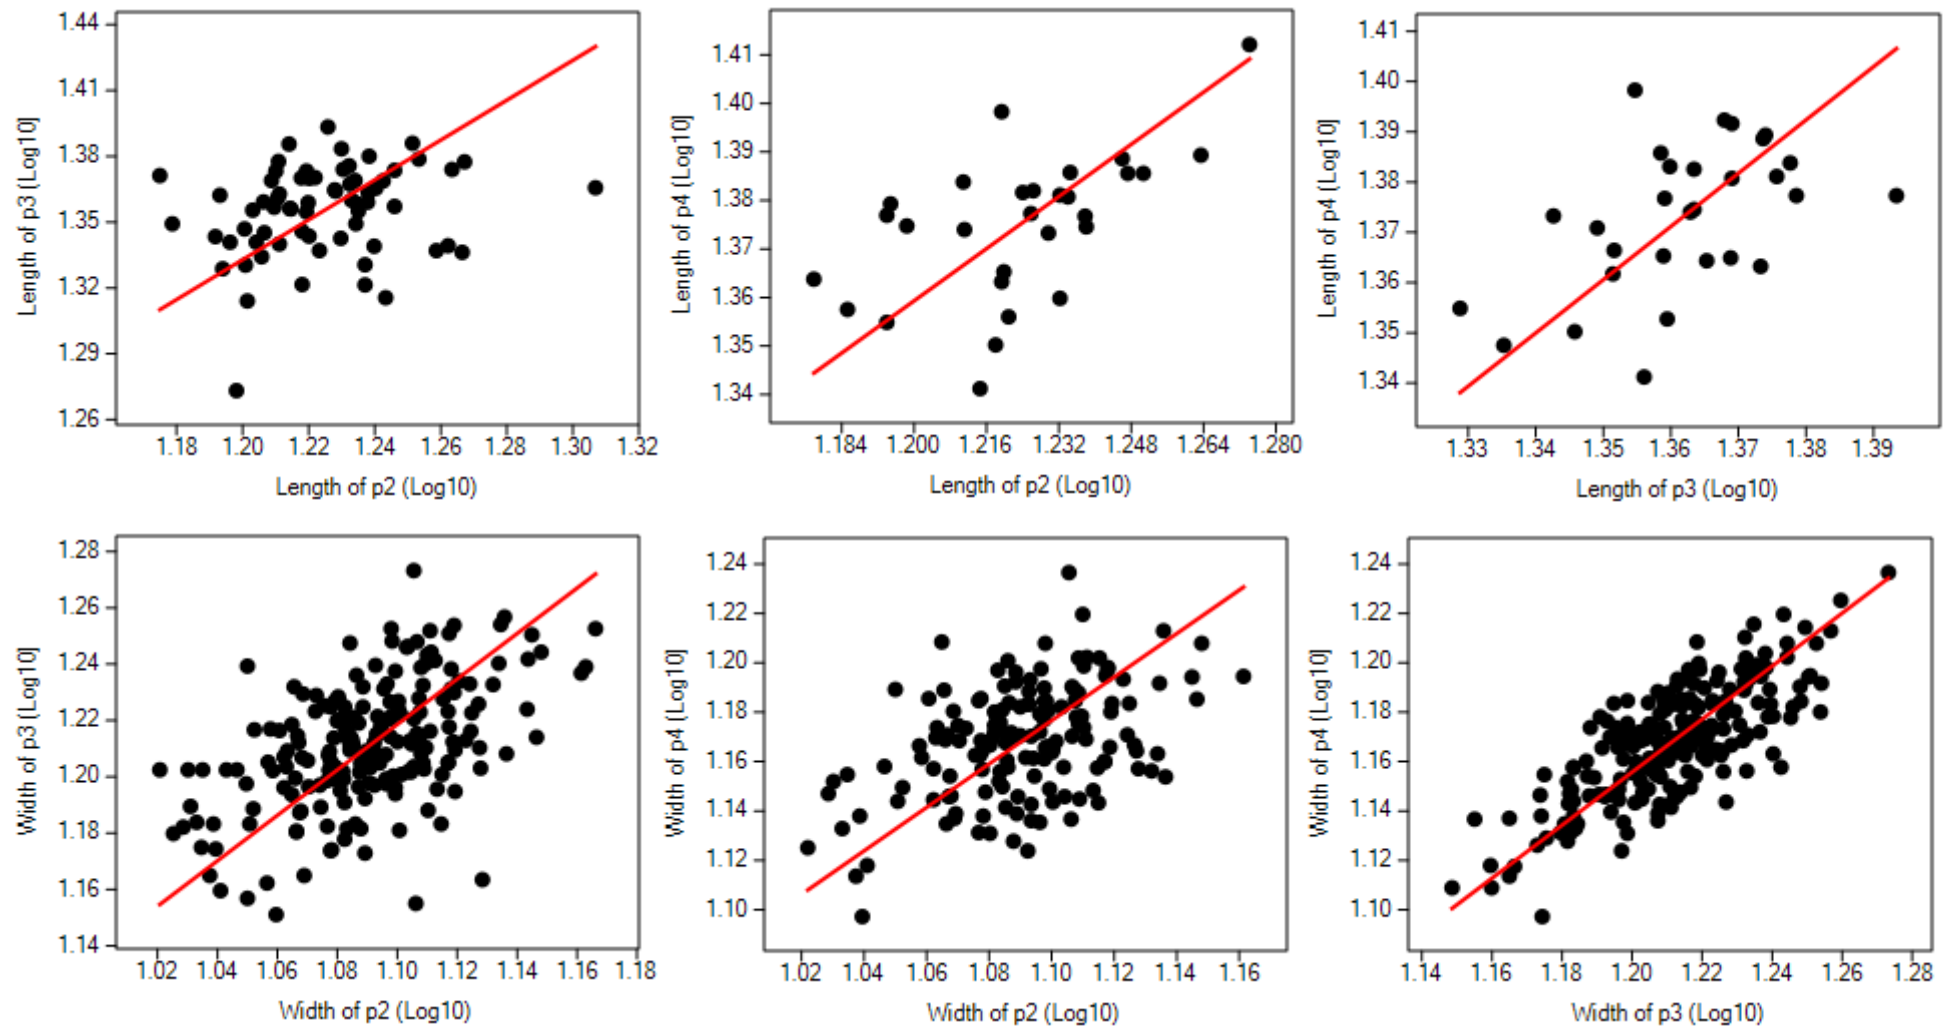 1.44
1.41
1.38
1.35
1.32
1.29
1.26
Length of p3 (Log10]
1.18 1.20 1.22 1.24 1.26 1.28 1.30 1.32
Length of p2 (Log10)
1.41
1.40
1.39
1.38
1.37
1.36
1.35
1.34
Length of p4 (Log10]
1.184 1.200 1.216 1.232 1.248 1.264 1.280
Length of p2 (Log10)
1.41
1.40
1.39
1.38
1.37
1.36
1.35
1.34
Length of p4 (Log10]
1.33 1.34 1.35 1.36 1.37 1.38 1.39
Length of p3 (Log10)
1.28
1.26
1.24
1.22
1.20
1.18
1.16
1.14
Width of p3 (Log10]
1.02 1.04 1.06 1.08 1.10 1.12 1.14 1.16 1.18
Width of p2 (Log10)
1.24
1.22
1.20
1.18
1.16
1.14
1.12
1.10
Width of p4 (Log10]
1.02 1.04 1.06 1.08 1.10 1.12 1.14 1.16
Width of p2 (Log10)
1.24
1.22
1.20
1.18
1.16
1.14
1.12
1.10
Width of p4 (Log10]
1.14 1.16 1.18 1.20 1.22 1.24 1.26 1.28
Width of p3 (Log10)